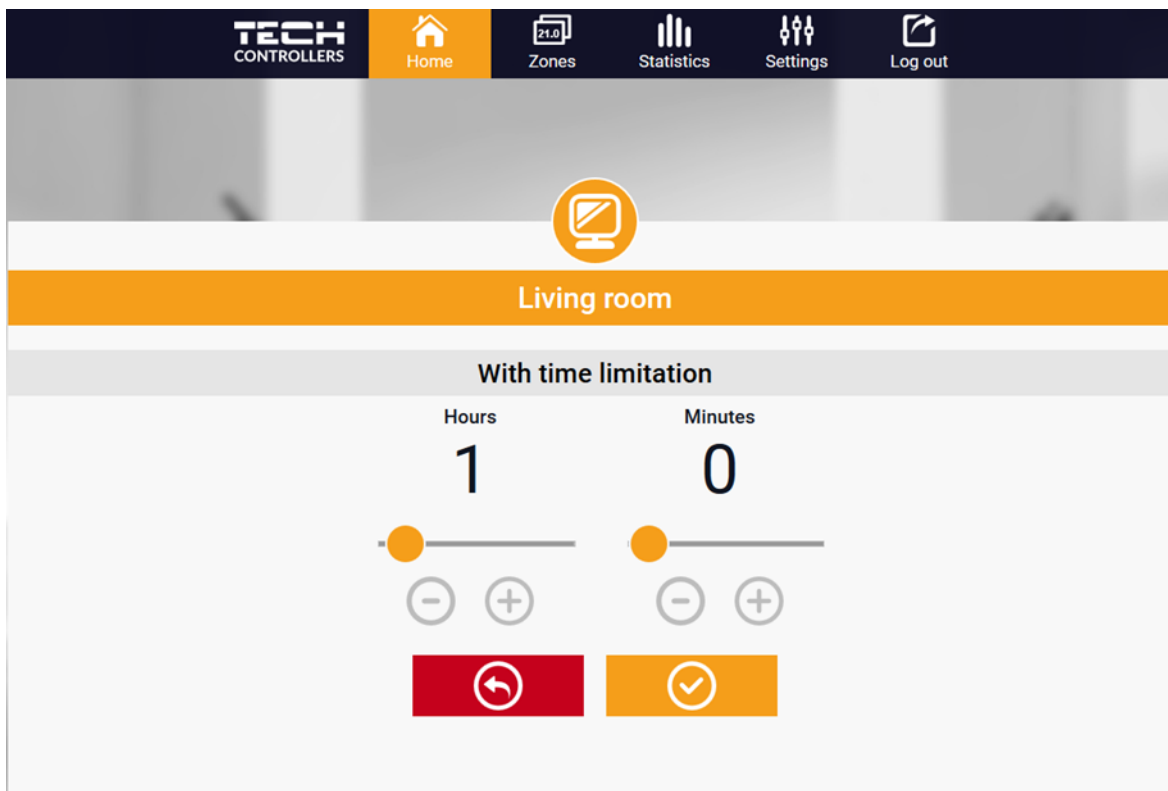 TECH
CONTROLLERS
Home
21.0
Zones
Statistics
Settings
Log out
Living room
With time limitation
Hours
Minutes
1
0